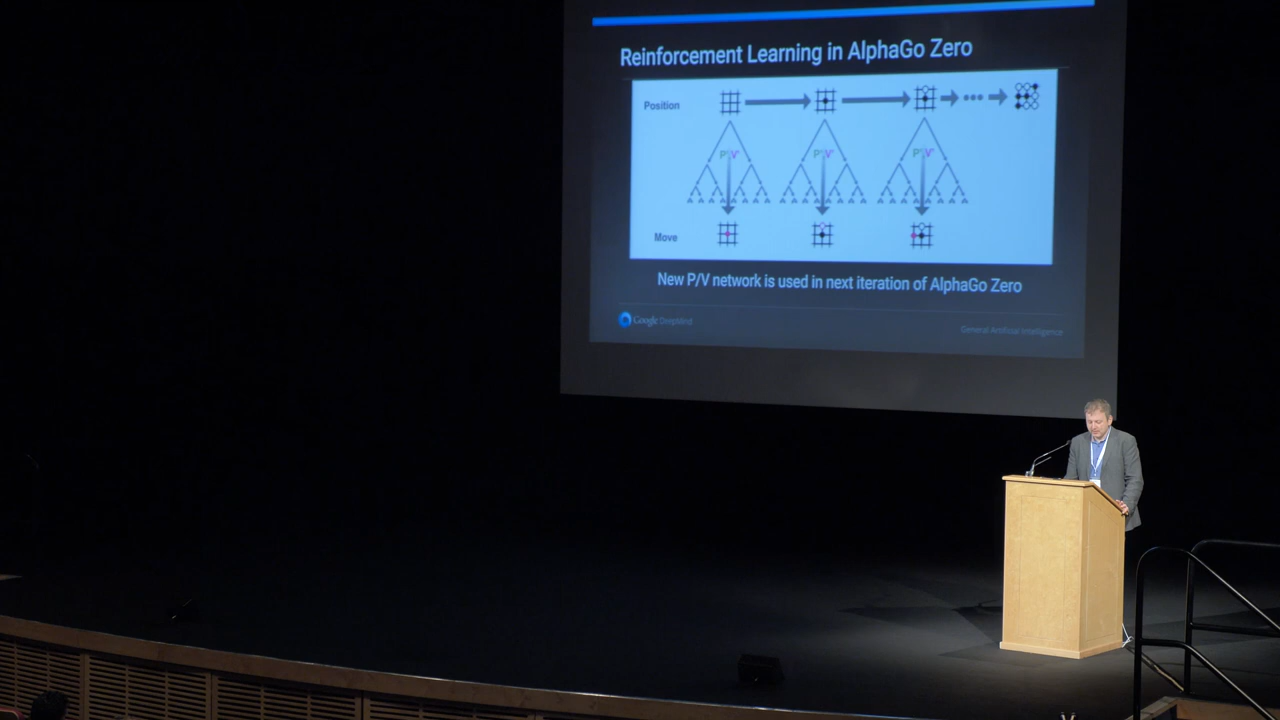 Reinforcement Learning in AlphaGo Zero
Position
P' V'
P' V'
P' V'
Move
New P/V network is used in next iteration of AlphaGo Zero
Google DeepMind
General Artificial Intelligence